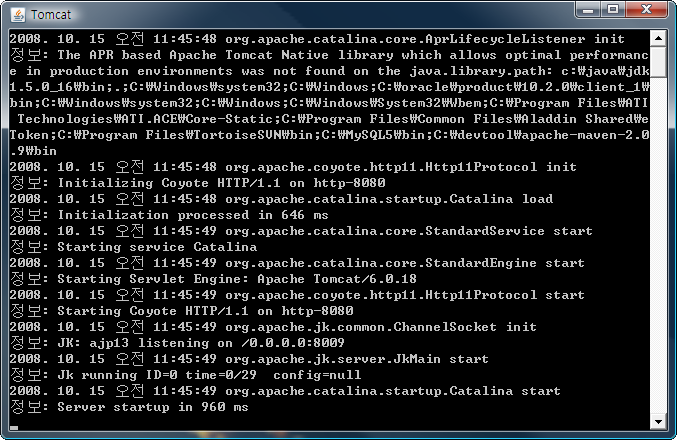 Tomcat
2008. 10. 15 오전 11:45:48 org.apache.catalina.core.AprLifecycleListener init
정보: The APR based Apache Tomcat Native library which allows optimal performanc
e in production environments was not found on the java.library.path: c:₩java₩jdk
1.5.0_16₩bin;.;C:₩Windows₩system32;C:₩Windows;C:₩oracle₩product₩10.2.0₩client_1₩
bin;C:₩Windows₩system32;C:₩Windows;C:₩Windows₩System32₩Wbem;C:₩Program Files₩ATI
Technologies₩ATI.ACE₩Core-Static;C:₩Program Files₩Common Files₩Aladdin Shared₩e
Token;C:₩Program Files₩TortoiseSVN₩bin;C:₩MySQL5₩bin;C:₩devtool₩apache-maven-2.0
.9₩bin
2008. 10. 15 오전 11:45:48 org.apache.coyote.http11.Http11Protocol init
정보: Initializing Coyote HTTP/1.1 on http-8080
2008. 10. 15 오전 11:45:48 org.apache.catalina.startup.Catalina load
정보: Initialization processed in 646 ms
2008. 10. 15 오전 11:45:49 org.apache.catalina.core.StandardService start
정보: Starting service Catalina
2008. 10. 15 오전 11:45:49 org.apache.catalina.core.StandardEngine start
정보: Starting Servlet Engine: Apache Tomcat/6.0.18
2008. 10. 15 오전 11:45:49 org.apache.coyote.http11.Http11Protocol start
정보: Starting Coyote HTTP/1.1 on http-8080
2008. 10. 15 오전 11:45:49 org.apache.jk.common.ChannelSocket init
정보: JK: ajp13 listening on /0.0.0.0:8009
2008. 10. 15 오전 11:45:49 org.apache.jk.server.JkMain start
정보: Jk running ID=0 time=0/29  config=null
2008. 10. 15 오전 11:45:49 org.apache.catalina.startup.Catalina start
정보: Server startup in 960 ms